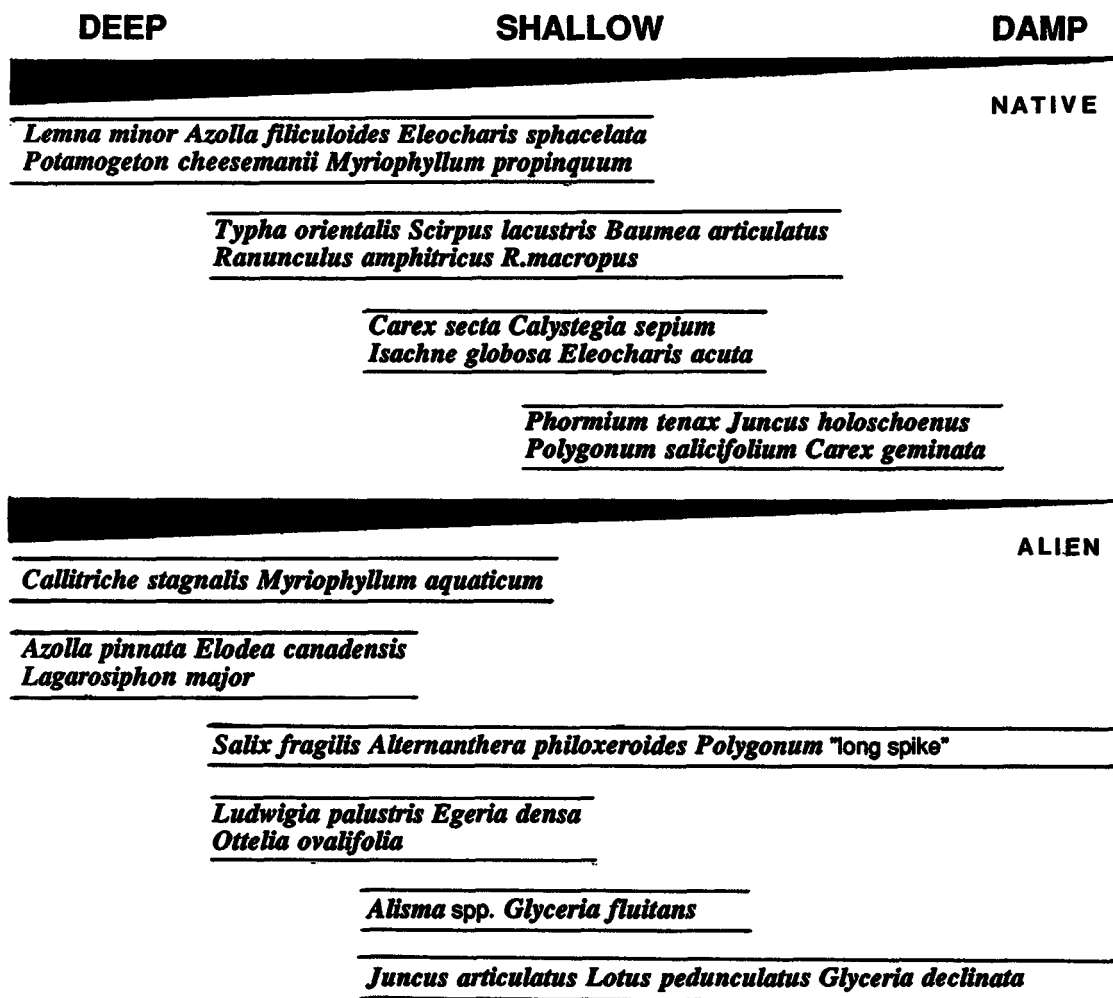 DEEP SHALLOW DAMP
NATIVE
Lemna minor Azolla filiculoides Eleocharis sphacelata
Potamogeton cheesemanii Myriophyllum propinquum
Typha orientalis Scirpus lacustris Baumea articulatus
Ranunculus amphitricus R.macropus
Carex secta Calystegia sepium
Isachne globosa Eleocharis acuta
Phormium tenax Juncus holoschoenus
Polygonum salicifolium Carex geminata
ALIEN
Callitriche stagnalis Myriophyllum aquaticum
Azolla pinnata Elodea canadensis
Lagarosiphon major
Salix fragilis Alternanthera philoxeroides Polygonum "long spike"
Ludwigia palustris Egeria densa
Ottelia ovalifolia
Alisma spp. Glyceria fluitans
Juncus articulatus Lotus pedunculatus Glyceria declinata